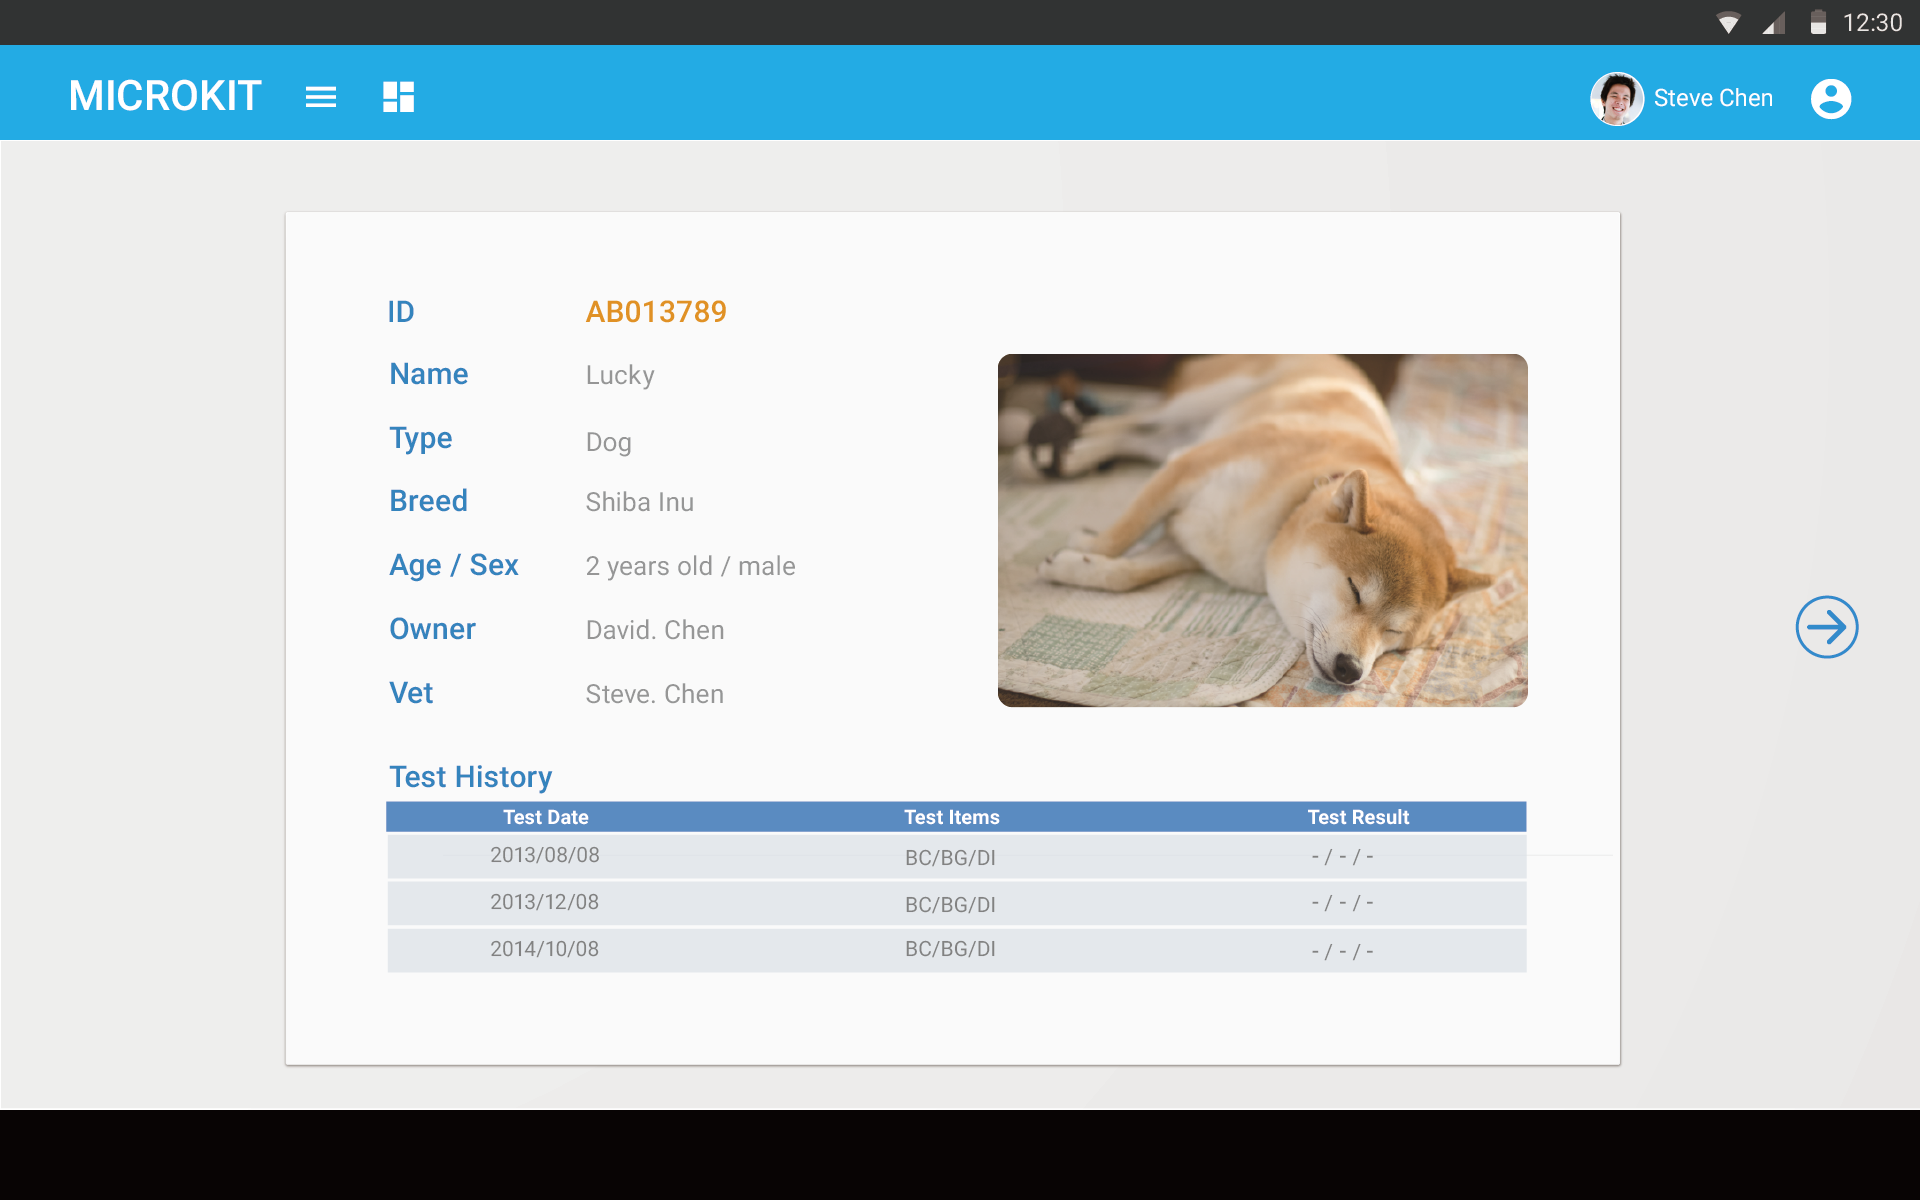 12:30
MICROKIT Steve Chen
ID AB013789
Name Lucky
Type Dog
Breed Shiba Inu
Age / Sex 2 years old / male
Owner David. Chen
Vet Steve. Chen
Test History
Test Date Test Items Test Result
2013/08/08 BC/BG/DI - / - / -
2013/12/08 BC/BG/DI - / - / -
2014/10/08 BC/BG/DI - / - / -